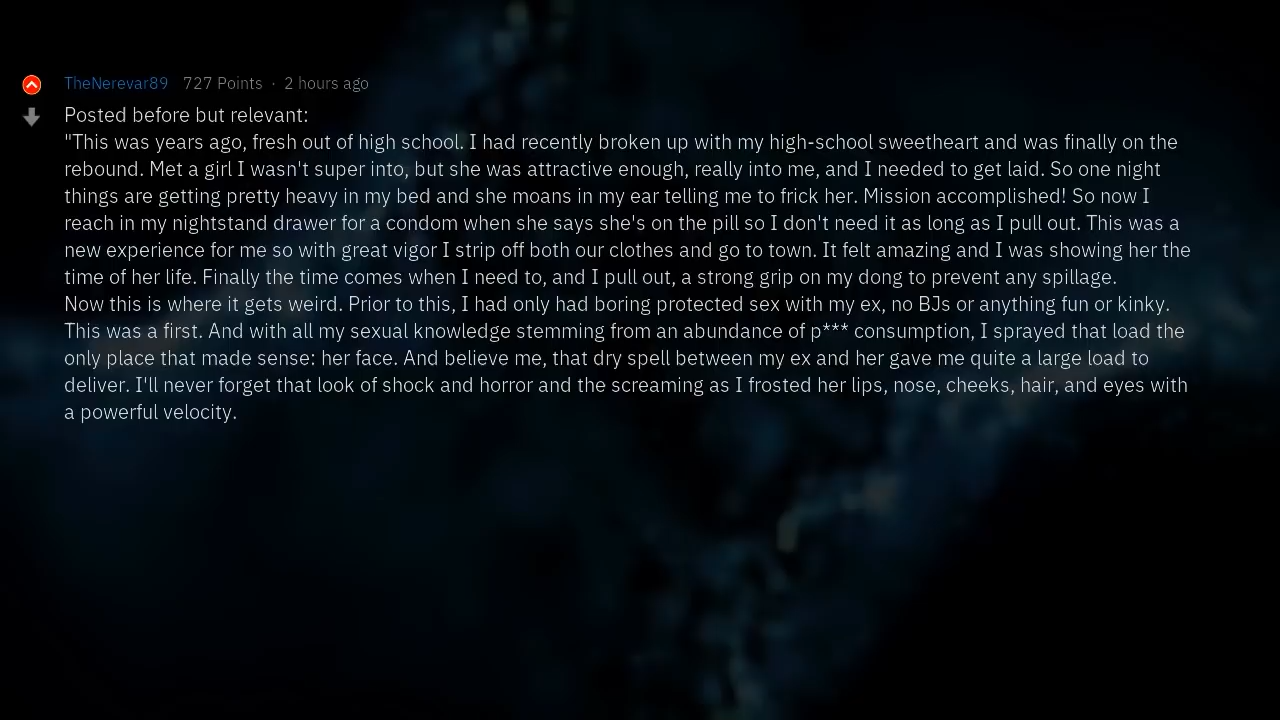 TheNerevar89 727 Points · 2 hours ago
Posted before but relevant:
"This was years ago, fresh out of high school. I had recently broken up with my high-school sweetheart and was finally on the
rebound. Met a girl I wasn't super into, but she was attractive enough, really into me, and I needed to get laid. So one night
things are getting pretty heavy in my bed and she moans in my ear telling me to frick her. Mission accomplished! So now I
reach in my nightstand drawer for a condom when she says she's on the pill so I don't need it as long as I pull out. This was a
new experience for me so with great vigor I strip off both our clothes and go to town. It felt amazing and I was showing her the
time of her life. Finally the time comes when I need to, and I pull out, a strong grip on my dong to prevent any spillage.
Now this is where it gets weird. Prior to this, I had only had boring protected sex with my ex, no BJs or anything fun or kinky.
This was a first. And with all my sexual knowledge stemming from an abundance of p*** consumption, I sprayed that load the
only place that made sense: her face. And believe me, that dry spell between my ex and her gave me quite a large load to
deliver. I'll never forget that look of shock and horror and the screaming as I frosted her lips, nose, cheeks, hair, and eyes with
a powerful velocity.